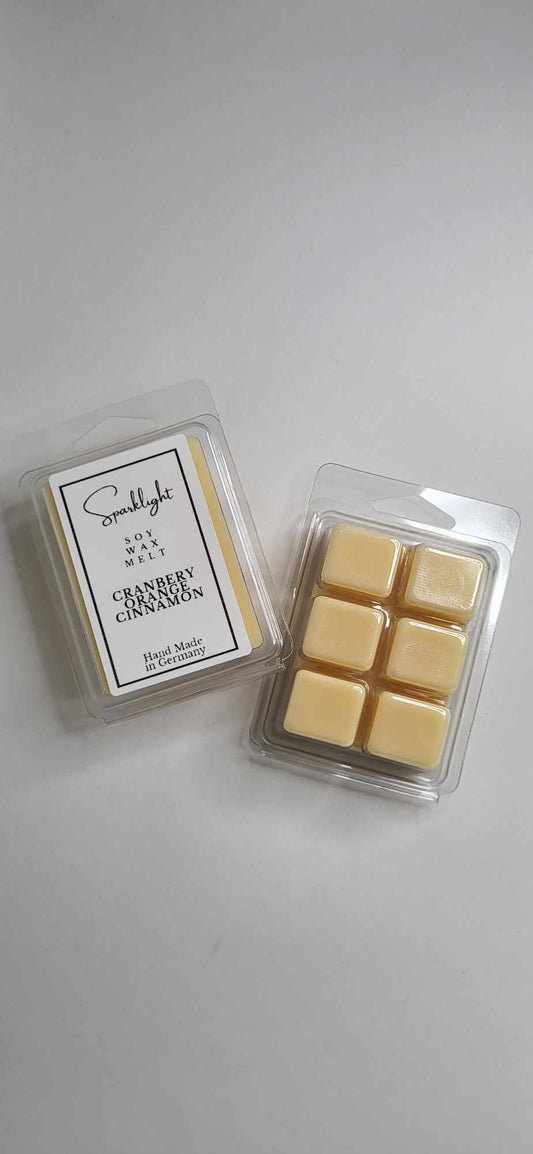 Sparklight
SOY
WAX
MELT
CRANBERY
ORANGE
CINNAMON
Hand Made
in Germany